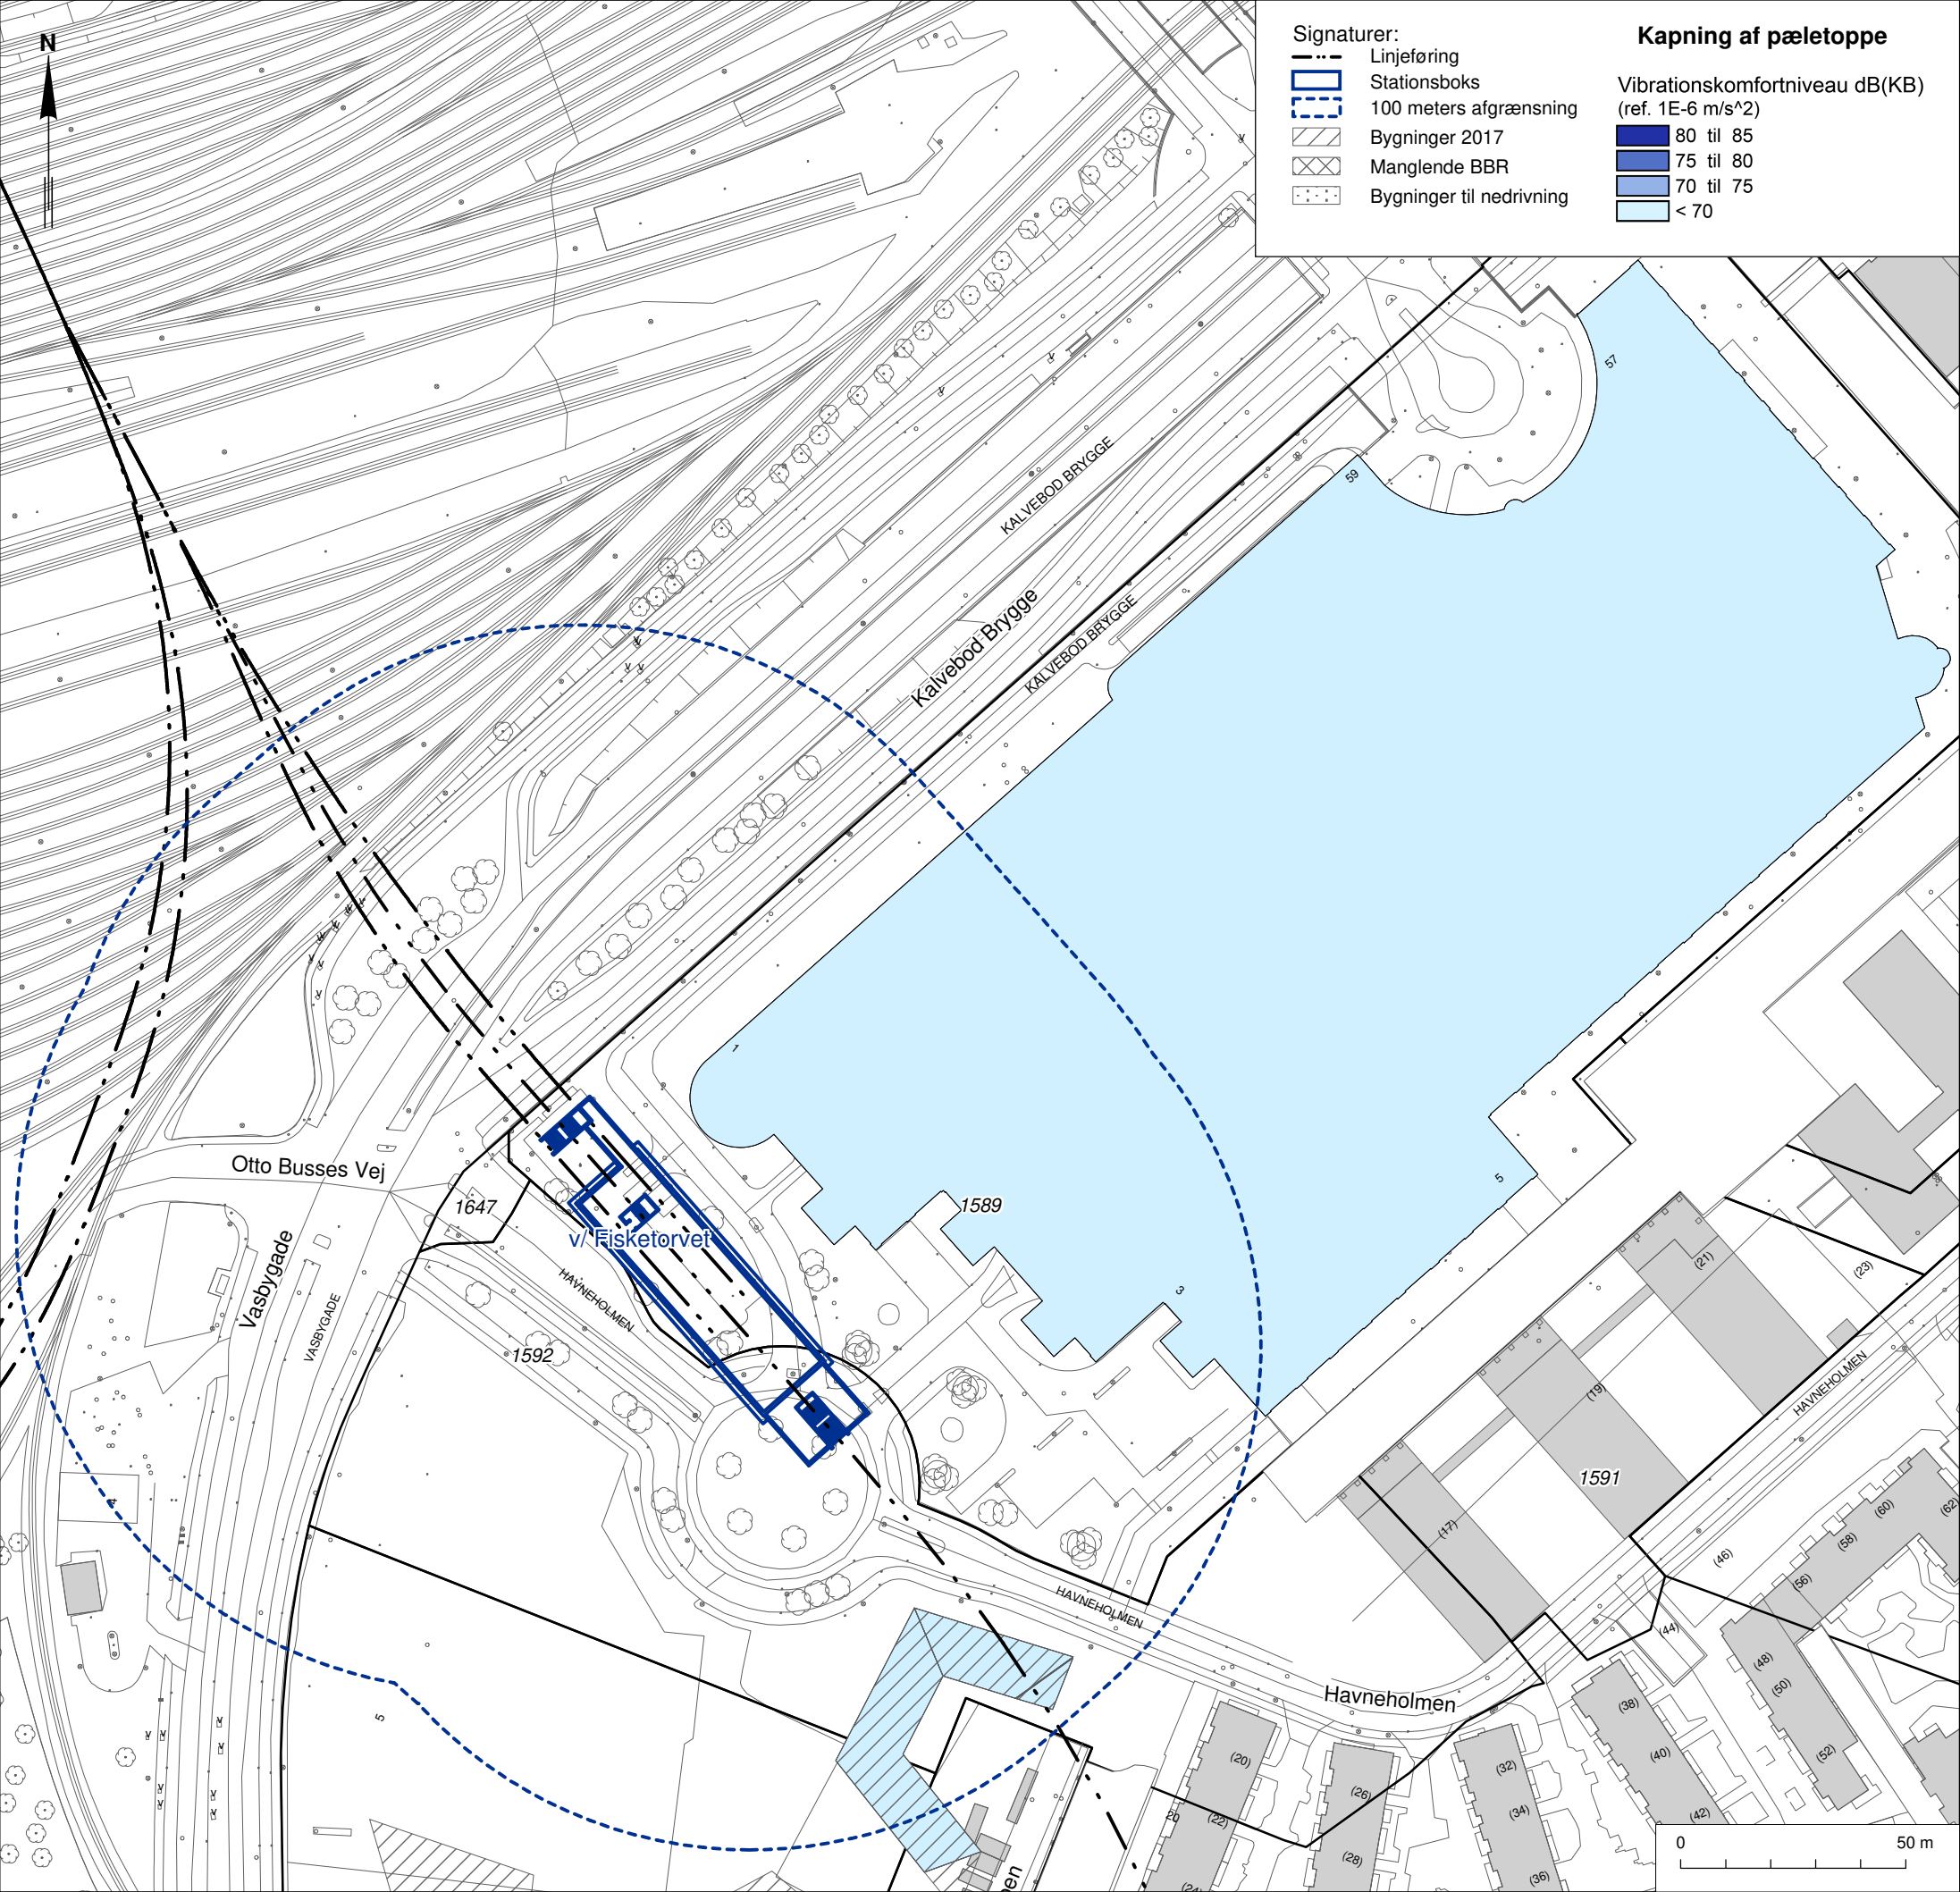 N
Signaturer:
Linjeføring
Stationsboks
100 meters afgrænsning
Bygninger 2017
Manglende BBR
Bygninger til nedrivning
Kapning af pæletoppe
Vibrationskomfortniveau dB(KB)
(ref. 1E-6 m/s^2)
80 til 85
75 til 80
70 til 75
< 70
57
59
KALVEBOD BRYGGE
Kalvebod Brygge
KALVEBOD BRYGGE
1
Otto Busses Vej
1647
1589
v/ Fisketorvet
Vasbygade
VASBYGADE
HAVNEHOLMEN
1592
3
5
(21)
(23)
(19)
HAVNEHOLMEN
1591
(17)
(60)
(62)
(58)
(46)
(56)
HAVNEHOLMEN
(44)
(48)
(50)
(52)
Havneholmen
(38)
(40)
(42)
5
(20)
(26)
(32)
(34)
20
(22)
(28)
(36)
(24)
0 50 m